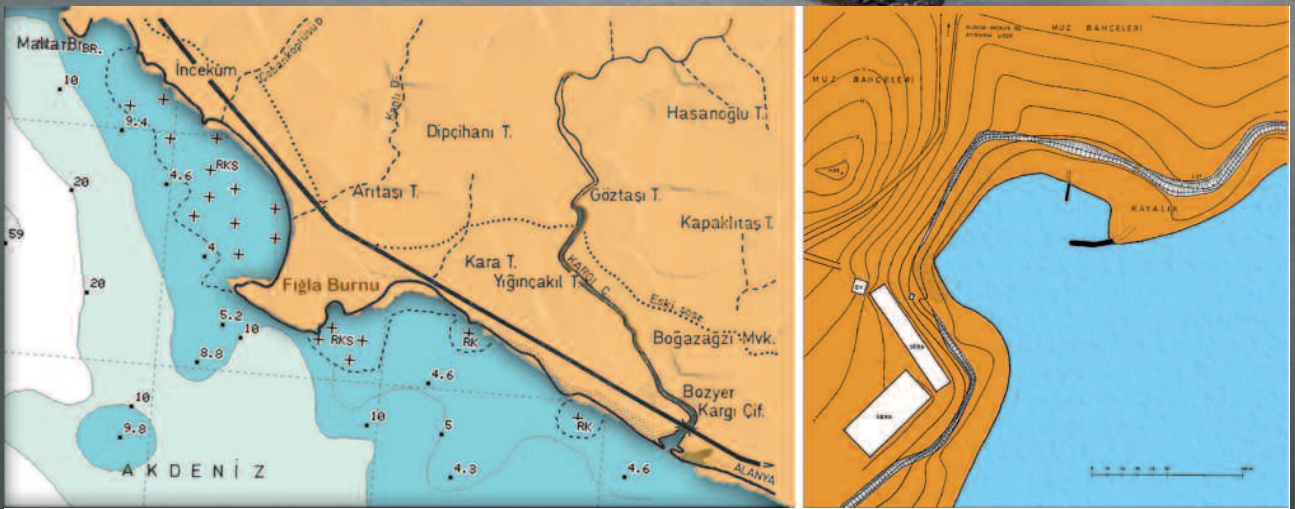 BR.
10
İncekum
Çobanköprüsü D.
Kanlı D.
Hasanoğlu T.
9.4
Dipçihanı T.
RKS
20
4.6
Arıtaşı T.
Göztaşı T.
Kapaklıtaş T.
59
4
Kara T.
KARGI Ç.
Yığınçakıl T.
20
Fığla Burnu
Eski şose
5.2
10
RKS
RK
Boğazağzı Mvk.
8.8
4.6
Bozyer
10
Kargı Çif.
9.8
10
5
RK
AKDENİZ
4.3
4.6
ALANYA
MUZ BAHÇELERİ
MUZ BAHÇELERİ
KAYALIK
EV
SERA
SERA